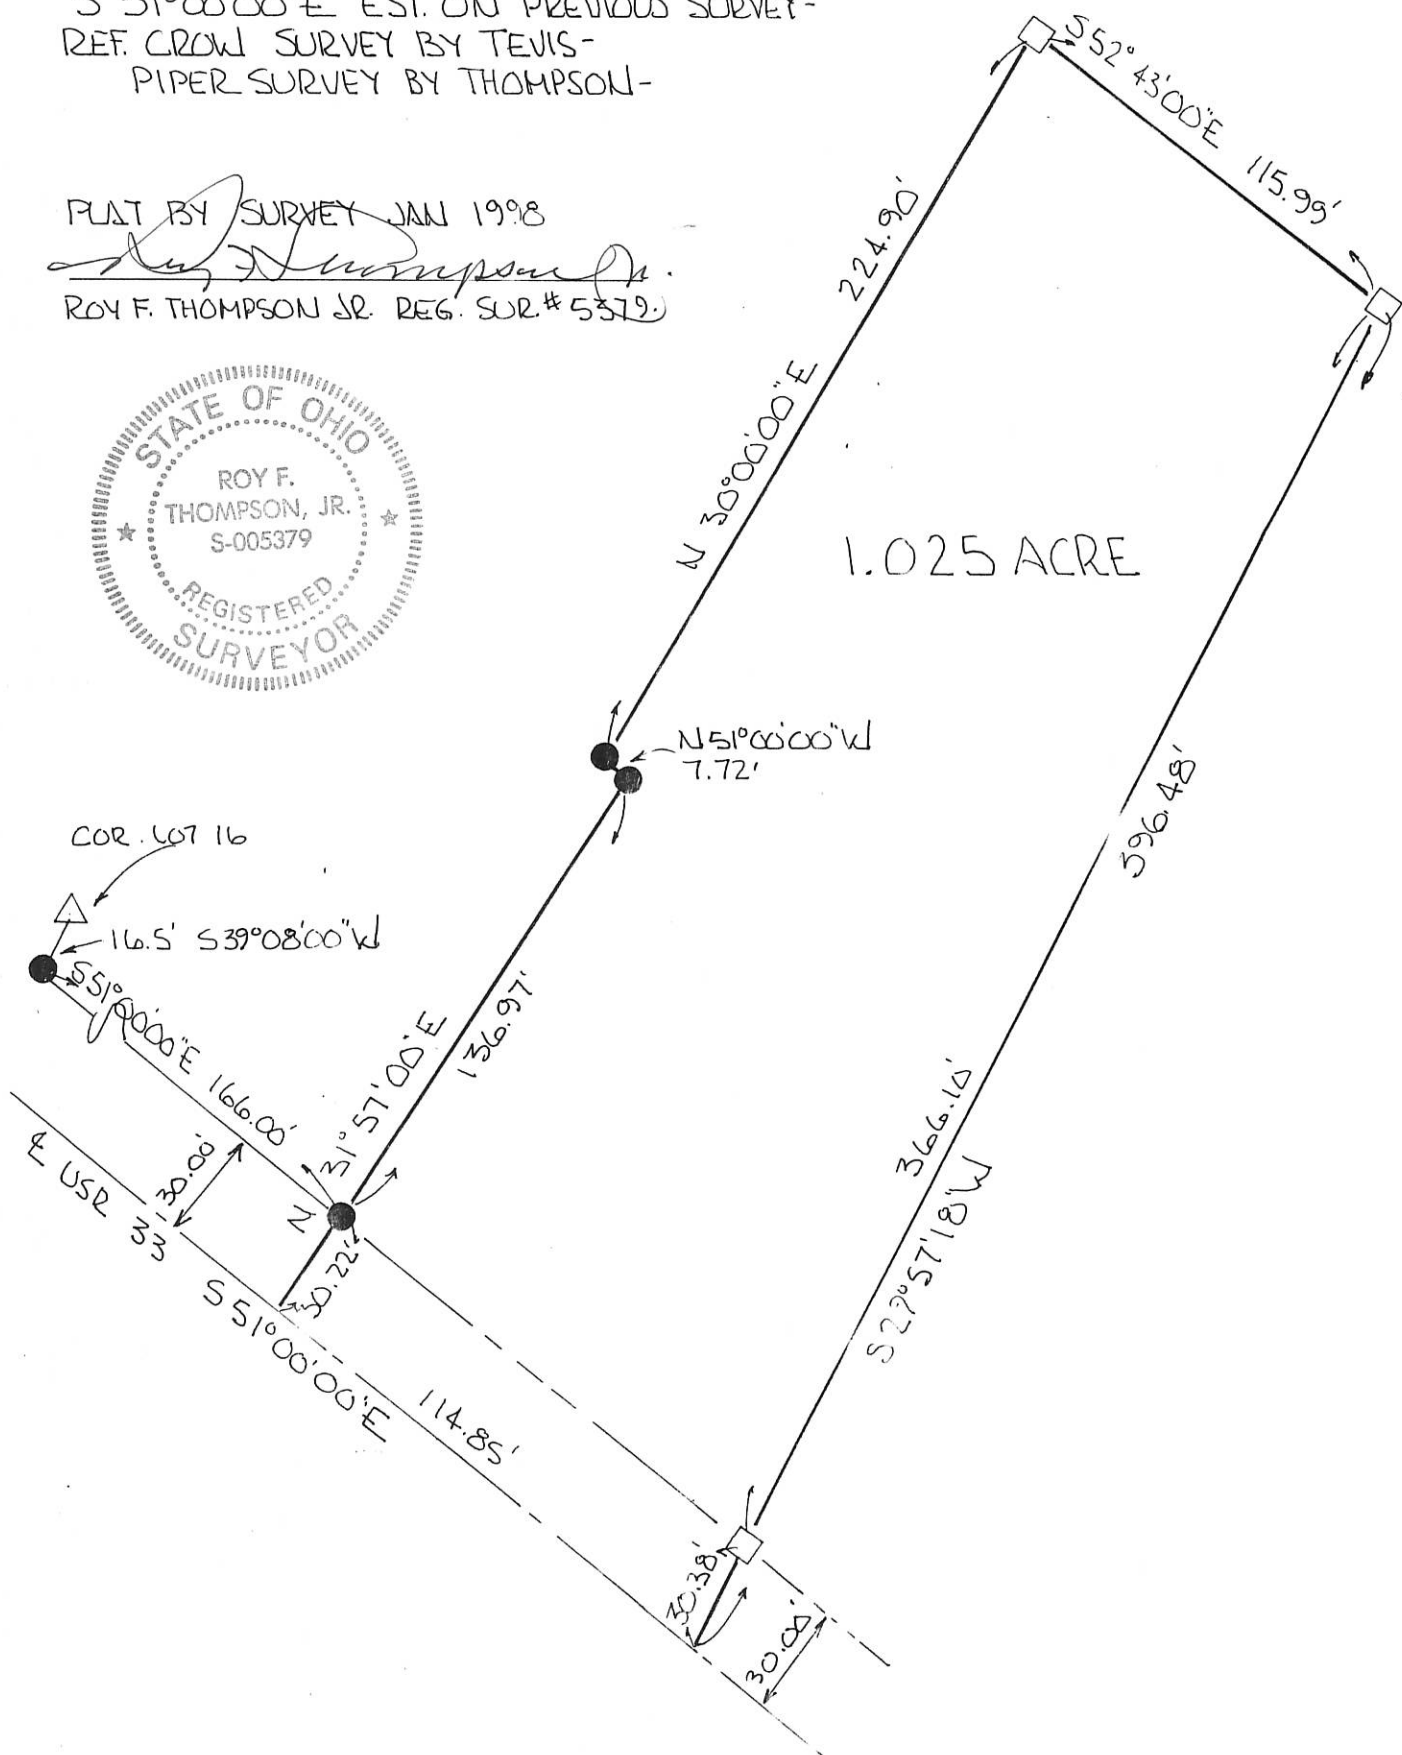 S 51°00'00"E EST. ON PREVIOUS SURVEY-
REF. CROW SURVEY BY TEVIS-
PIPER SURVEY BY THOMPSON-
PLAT BY SURVEY JAN 1998
Roy F Thompson Jr.
ROY F. THOMPSON JR. REG. SUR.# 5379.
STATE OF OHIO
ROY F.
THOMPSON, JR.
S-005379
REGISTERED
SURVEYOR
S 52°43'00"E 115.99'
224.90'
N 30°00'00"E
1.025 ACRE
N51°00'00"W
7.72'
396.48'
COR. LOT 16
16.5' S39°08'00"W
S51°00'00"E 166.00'
N 31°57'00"E
136.97'
30.00'
℄ USR 33
30.22'
S 51°00'00"E
114.85'
366.10'
S27°57'18"W
30.38'
30.00'